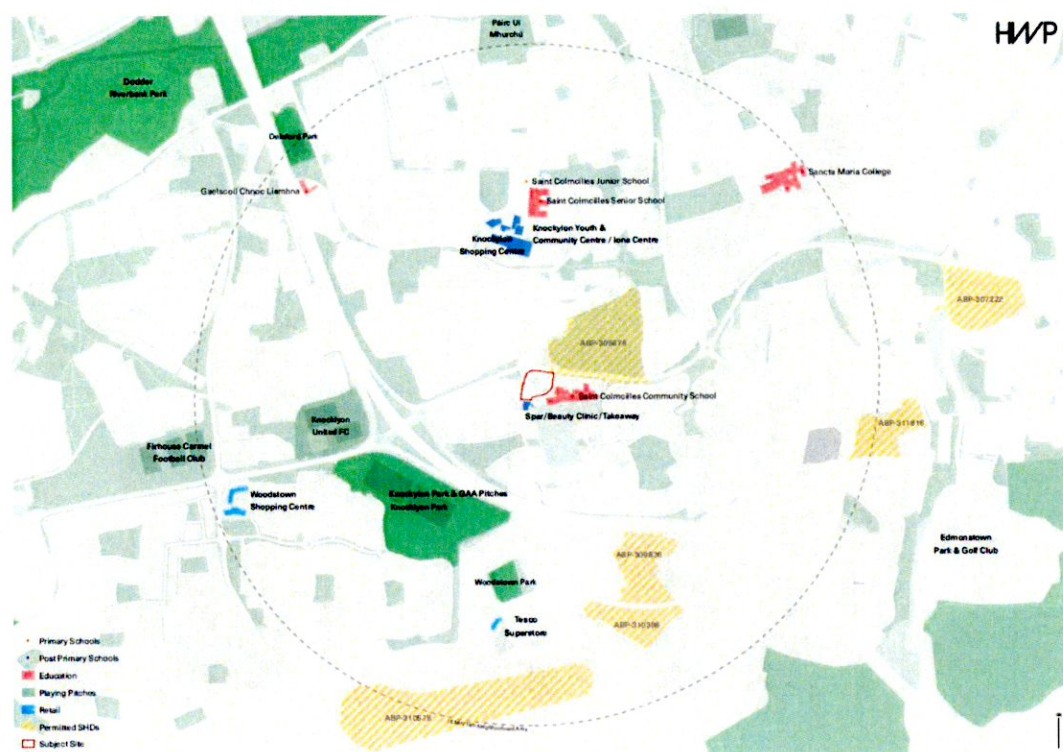 HWP
Páirc Uí
Mhurchú
Dodder
Riverbank Park
Delaford Park
Gaelscoil Chnoc Liamhna
Saint Colmcilles Junior School
Saint Colmcilles Senior School
Sancta Maria College
Knocklyon Youth &
Community Centre / Iona Centre
Knocklyon
Shopping Centre
ABP-307222
Saint Colmcilles Community School
Spar/Beauty Clinic/Takeaway
Knocklyon
United FC
Firhouse Carmel
Football Club
Knocklyon Park & GAA Pitches
Knocklyon Park
Woodstown
Shopping Centre
Edmonstown
Park & Golf Club
Woodstown Park
Tesco
Superstore
Primary Schools
Post Primary Schools
Education
Playing Pitches
Retail
Permitted SHDs
Subject Site